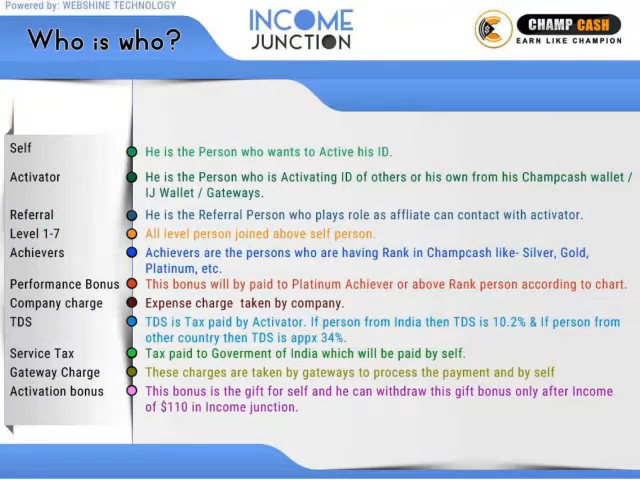 Powered by: WEBSHINE TECHNOLOGY
Who is who?
INCOME
JUNCTION
CHAMP CASH
EARN LIKE CHAMPION
Self
He is the Person who wants to Active his ID.
Activator
He is the Person who is Activating ID of others or his own from his Champcash wallet /
IJ Wallet / Gateways.
Referral
He is the Referral Person who plays role as affliate can contact with activator.
Level 1-7
All level person joined above self person.
Achievers
Achievers are the persons who are having Rank in Champcash like- Silver, Gold,
Platinum, etc.
Performance Bonus
This bonus will by paid to Platinum Achiever or above Rank person according to chart.
Company charge
Expense charge taken by company.
TDS
TDS is Tax paid by Activator. If person from India then TDS is 10.2% & If person from
other country then TDS is appx 34%.
Service Tax
Tax paid to Goverment of India which will be paid by self.
Gateway Charge
These charges are taken by gateways to process the payment and by self
Activation bonus
This bonus is the gift for self and he can withdraw this gift bonus only after Income
of $110 in Income junction.